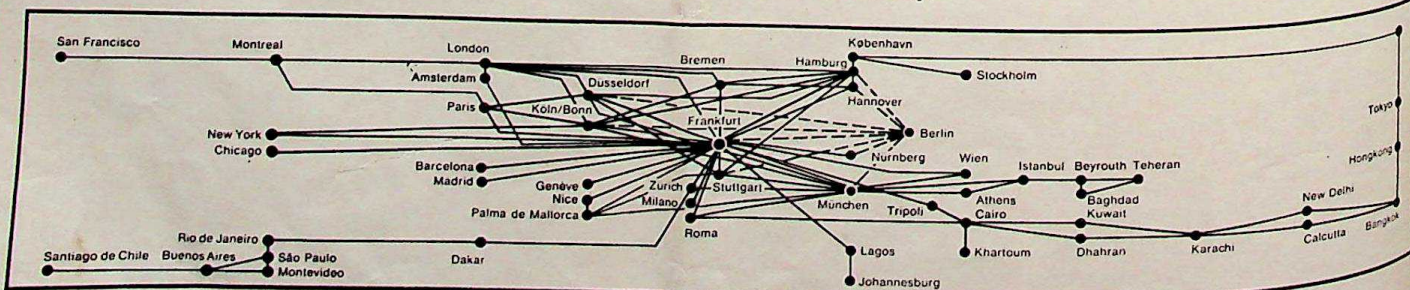 San Francisco
Montreal
London
Amsterdam
Paris
Düsseldorf
Köln/Bonn
Bremen
Frankfurt
København
Hamburg
Stockholm
Hannover
Berlin
New York
Chicago
Barcelona
Madrid
Genève
Nice
Palma de Mallorca
Zürich
Milano
Roma
Stuttgart
Nürnberg
München
Wien
Istanbul
Beyrouth
Teheran
Athens
Baghdad
Tripoli
Cairo
Kuwait
Khartoum
Dhahran
Karachi
New Delhi
Calcutta
Bangkok
Hongkong
Tokyo
Rio de Janeiro
Santiago de Chile
Buenos Aires
São Paulo
Montevideo
Dakar
Lagos
Johannesburg